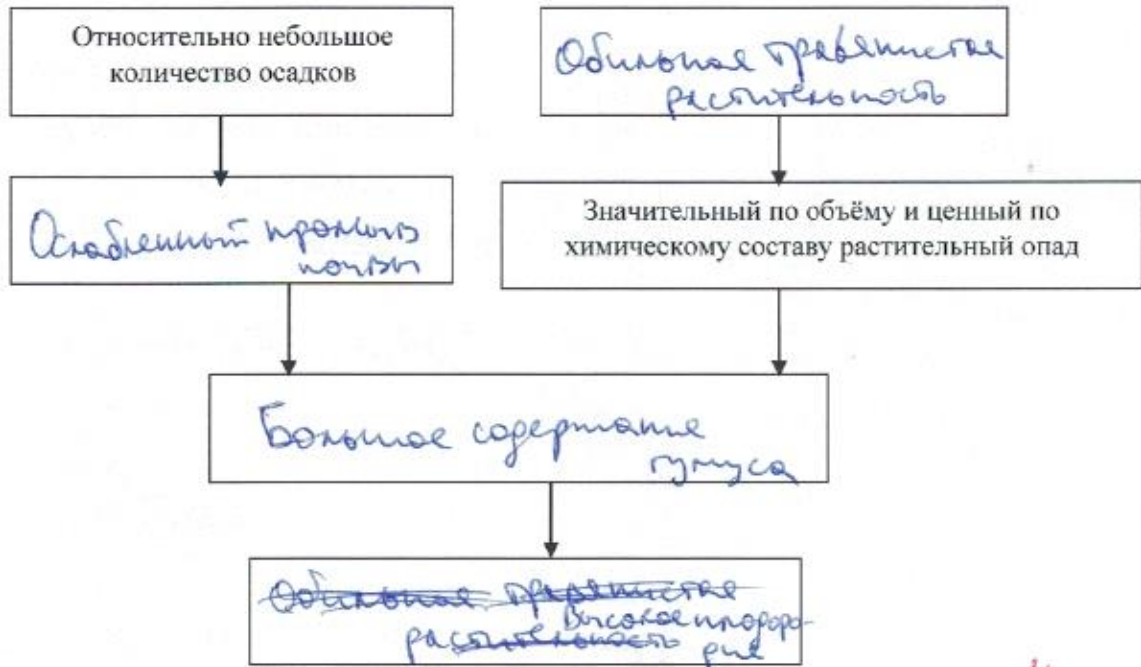 Относительно небольшое
количество осадков
Обильная травянистая
растительность
Ослабленный промыв
почвы
Значительный по объёму и ценный по
химическому составу растительный опад
Большое содержание
гумуса
Обильная травянистая
Высокое плодоро-
растительность дие